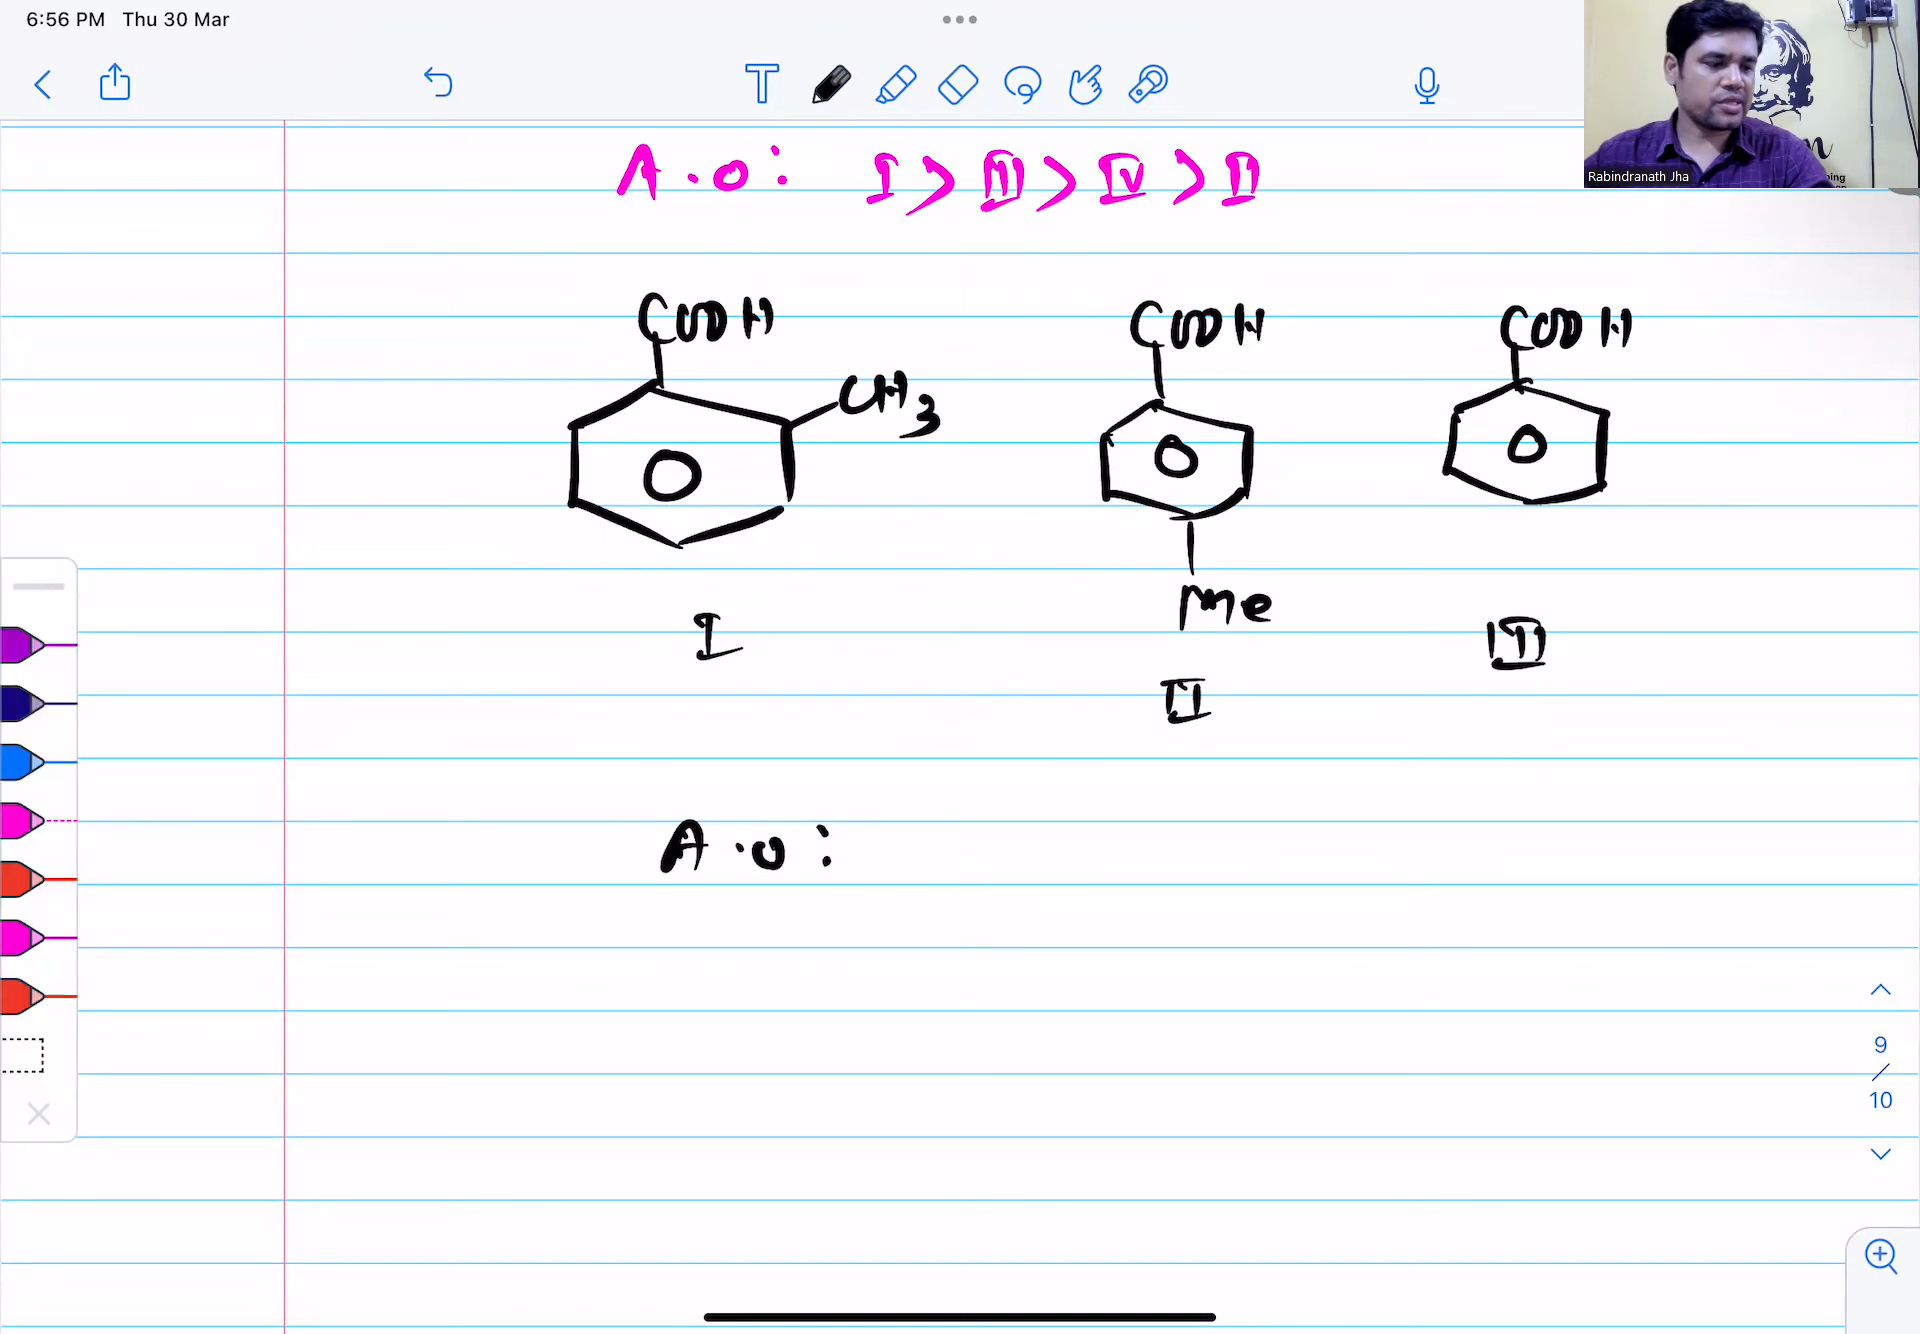 6:56 PM Thu 30 Mar
T
Rabindranath Jha
A.O: I > III > IV > II
COOH COOH COOH
CH3
Me
I
III
II
A.O:
9
/
10